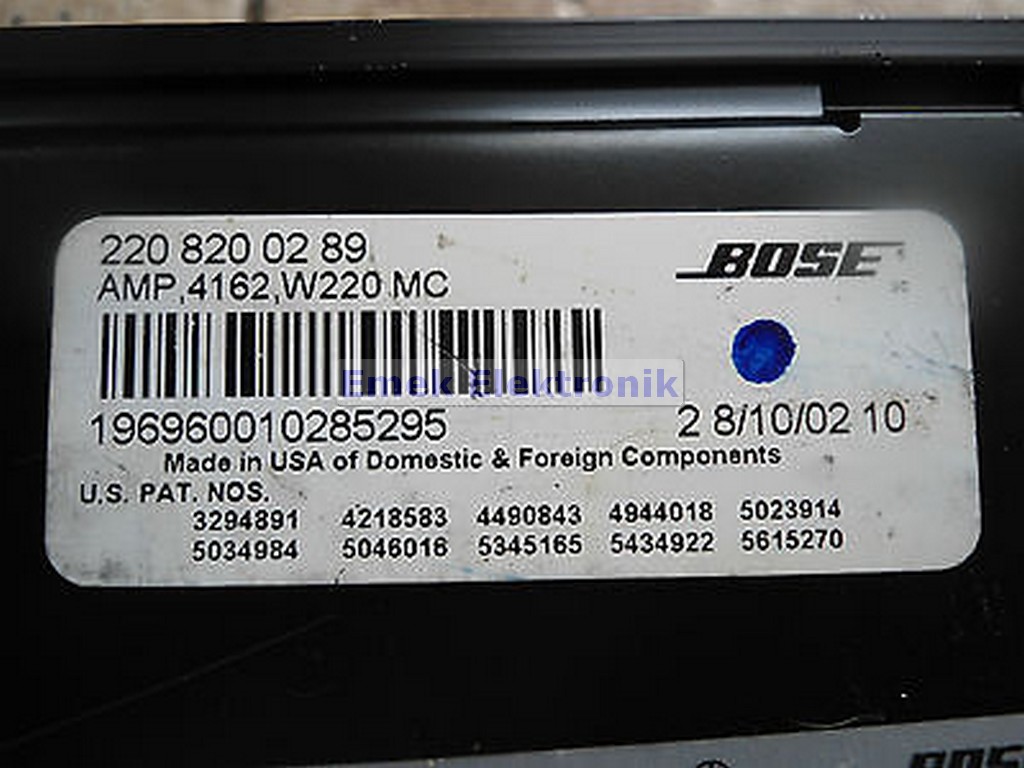 220 820 02 89
BOSE
AMP,4162,W220 MC
Emek Elektronik
196960010285295
2 8/10/02 10
Made in USA of Domestic & Foreign Components
U.S. PAT. NOS.
3294891 4218583 4490843 4944018 5023914
5034984 5046016 5345165 5434922 5615270
BOSE